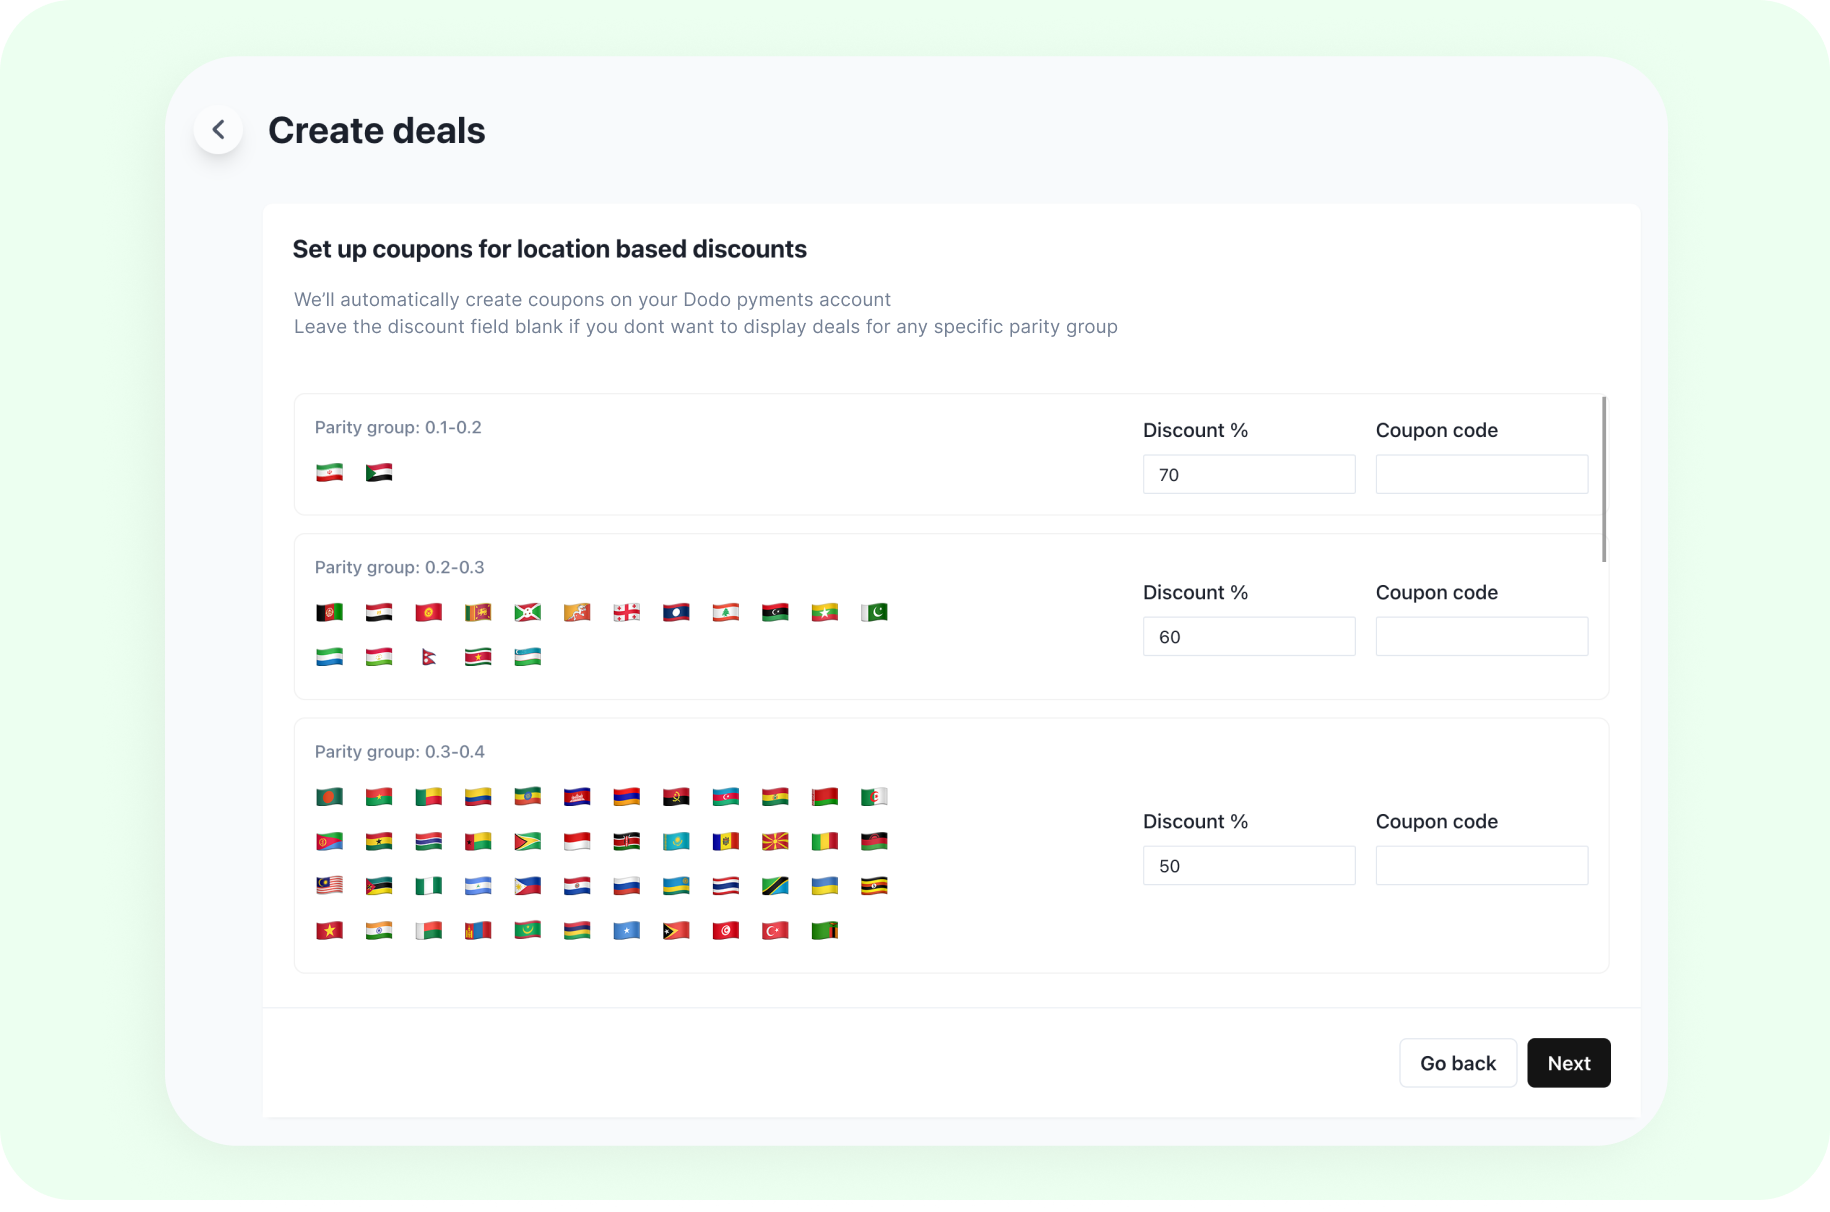 Create deals
Set up coupons for location based discounts
We'll automatically create coupons on your Dodo pyments account
Leave the discount field blank if you dont want to display deals for any specific parity group
Parity group: 0.1-0.2
Discount %
Coupon code
70
Parity group: 0.2-0.3
Discount %
Coupon code
60
Parity group: 0.3-0.4
Discount %
Coupon code
50
Go back
Next